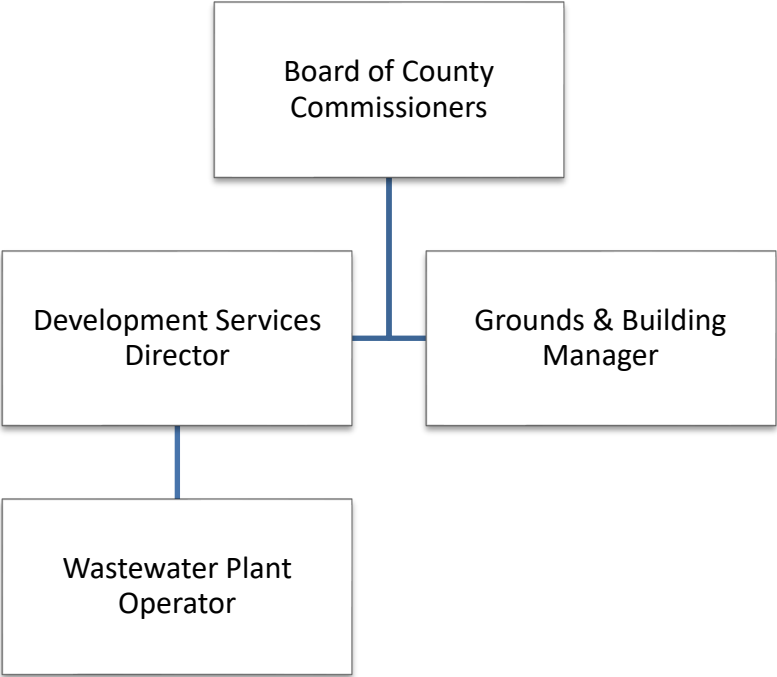 Board of County
Commissioners
Development Services
Director
Grounds & Building
Manager
Wastewater Plant
Operator